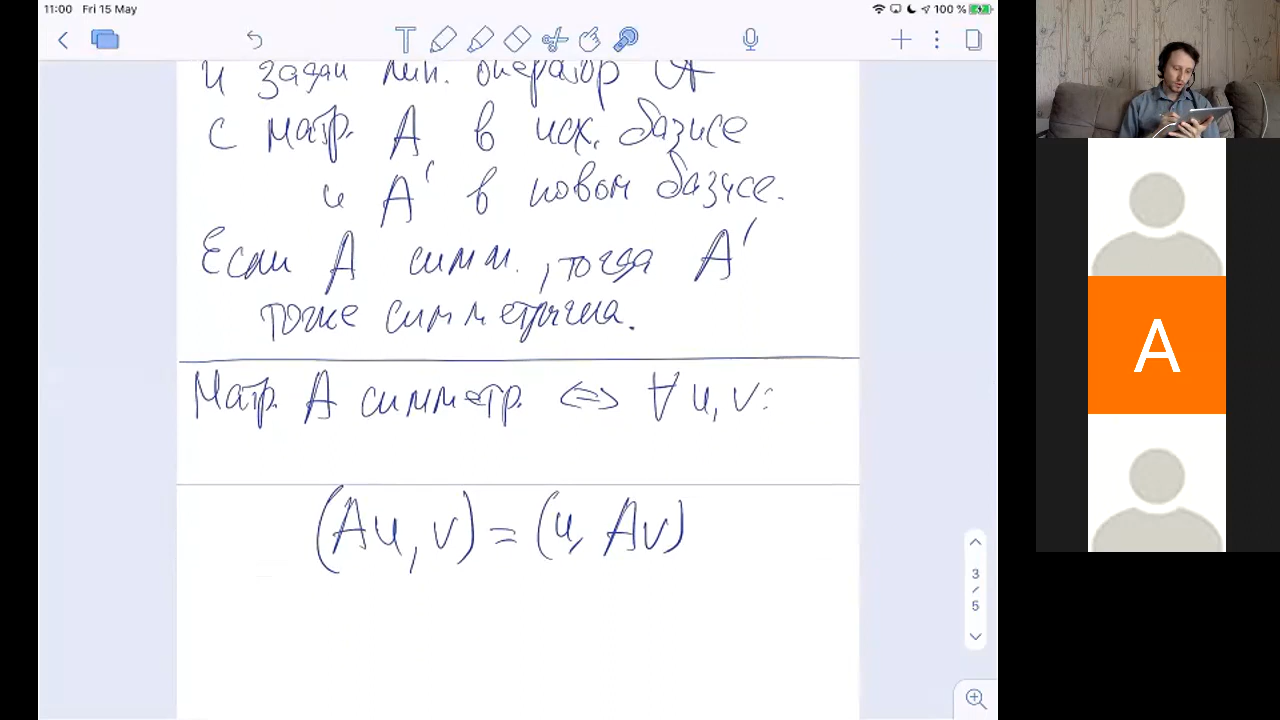 11:00 Fri 15 May
100 %
и задан лин. оператор A
с матр. A в исх. базисе
и A' в новом базисе.
Если A симм., тогда A'
тоже симметрична.
Матр. A симметр. ⇔ ∀ u, v:
(Au, v) = (u, Av)
3
/
5
A